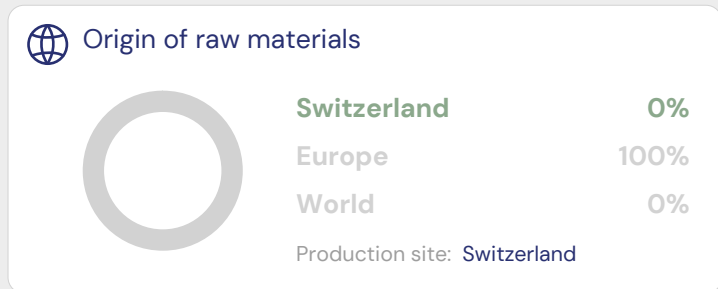 Origin of raw materials
Switzerland 0%
Europe 100%
World 0%
Production site: Switzerland